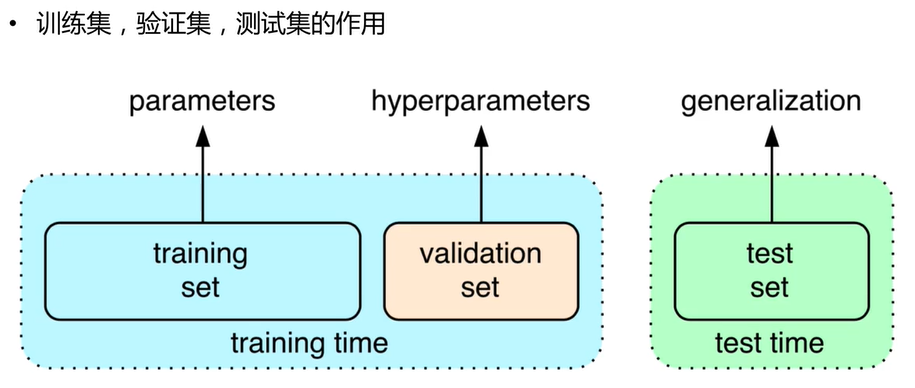 • 训练集，验证集，测试集的作用
parameters hyperparameters generalization
training validation test
set set set
training time test time